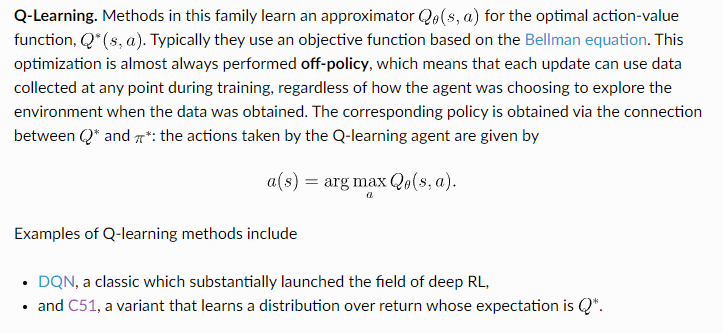 Q-Learning. Methods in this family learn an approximator Q_θ(s, a) for the optimal action-value
function, Q*(s, a). Typically they use an objective function based on the Bellman equation. This
optimization is almost always performed off-policy, which means that each update can use data
collected at any point during training, regardless of how the agent was choosing to explore the
environment when the data was obtained. The corresponding policy is obtained via the connection
between Q* and π*: the actions taken by the Q-learning agent are given by
a(s) = arg max_a Q_θ(s, a).
Examples of Q-learning methods include
• DQN, a classic which substantially launched the field of deep RL,
• and C51, a variant that learns a distribution over return whose expectation is Q*.